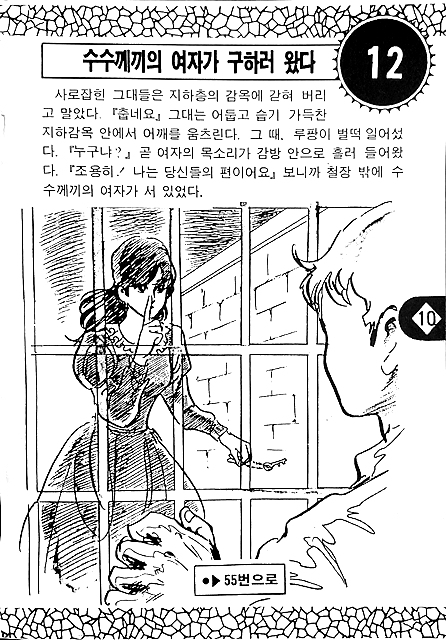 수수께끼의 여자가 구하러 왔다
12
사로잡힌 그대들은 지하층의 감옥에 갇혀 버리
고 말았다. 『춥네요』 그대는 어둡고 습기 가득찬
지하감옥 안에서 어깨를 움츠린다. 그 때, 루팡이 벌떡 일어섰
다. 『누구냐?』 곧 여자의 목소리가 감방 안으로 흘러 들어왔
다. 『조용히! 나는 당신들의 편이어요』 보니까 철장 밖에 수
수께끼의 여자가 서 있었다.
10
●▶55번으로